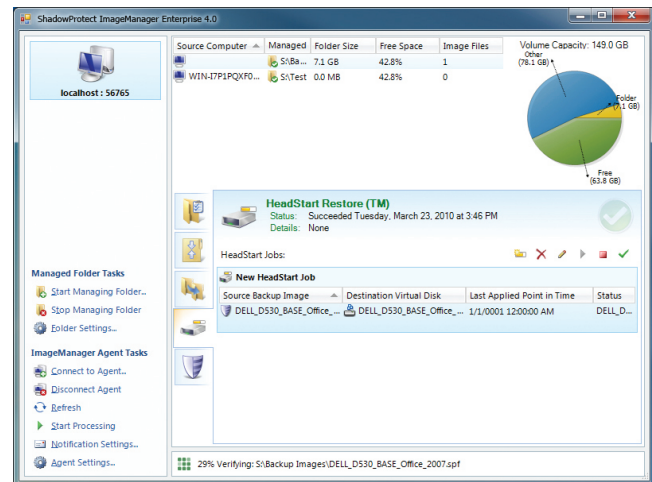 ShadowProtect ImageManager Enterprise 4.0
localhost : 56765
Source Computer Managed Folder Size Free Space Image Files
S:\Ba... 7.1 GB 42.8% 1
WIN-I7P1PQXF0... S:\Test 0.0 MB 42.8% 0
Volume Capacity: 149.0 GB
Other
(78.1 GB)
Folder
(7.1 GB)
Free
(63.8 GB)
HeadStart Restore (TM)
Status: Succeeded Tuesday, March 23, 2010 at 3:46 PM
Details: None
HeadStart Jobs:
New HeadStart Job
Source Backup Image Destination Virtual Disk Last Applied Point in Time Status
DELL_D530_BASE_Office_... DELL_D530_BASE_Office_... 1/1/0001 12:00:00 AM DELL_D...
Managed Folder Tasks
Start Managing Folder...
Stop Managing Folder
Folder Settings...
ImageManager Agent Tasks
Connect to Agent...
Disconnect Agent
Refresh
Start Processing
Notification Settings...
Agent Settings...
29% Verifying: S:\Backup Images\DELL_D530_BASE_Office_2007.spf